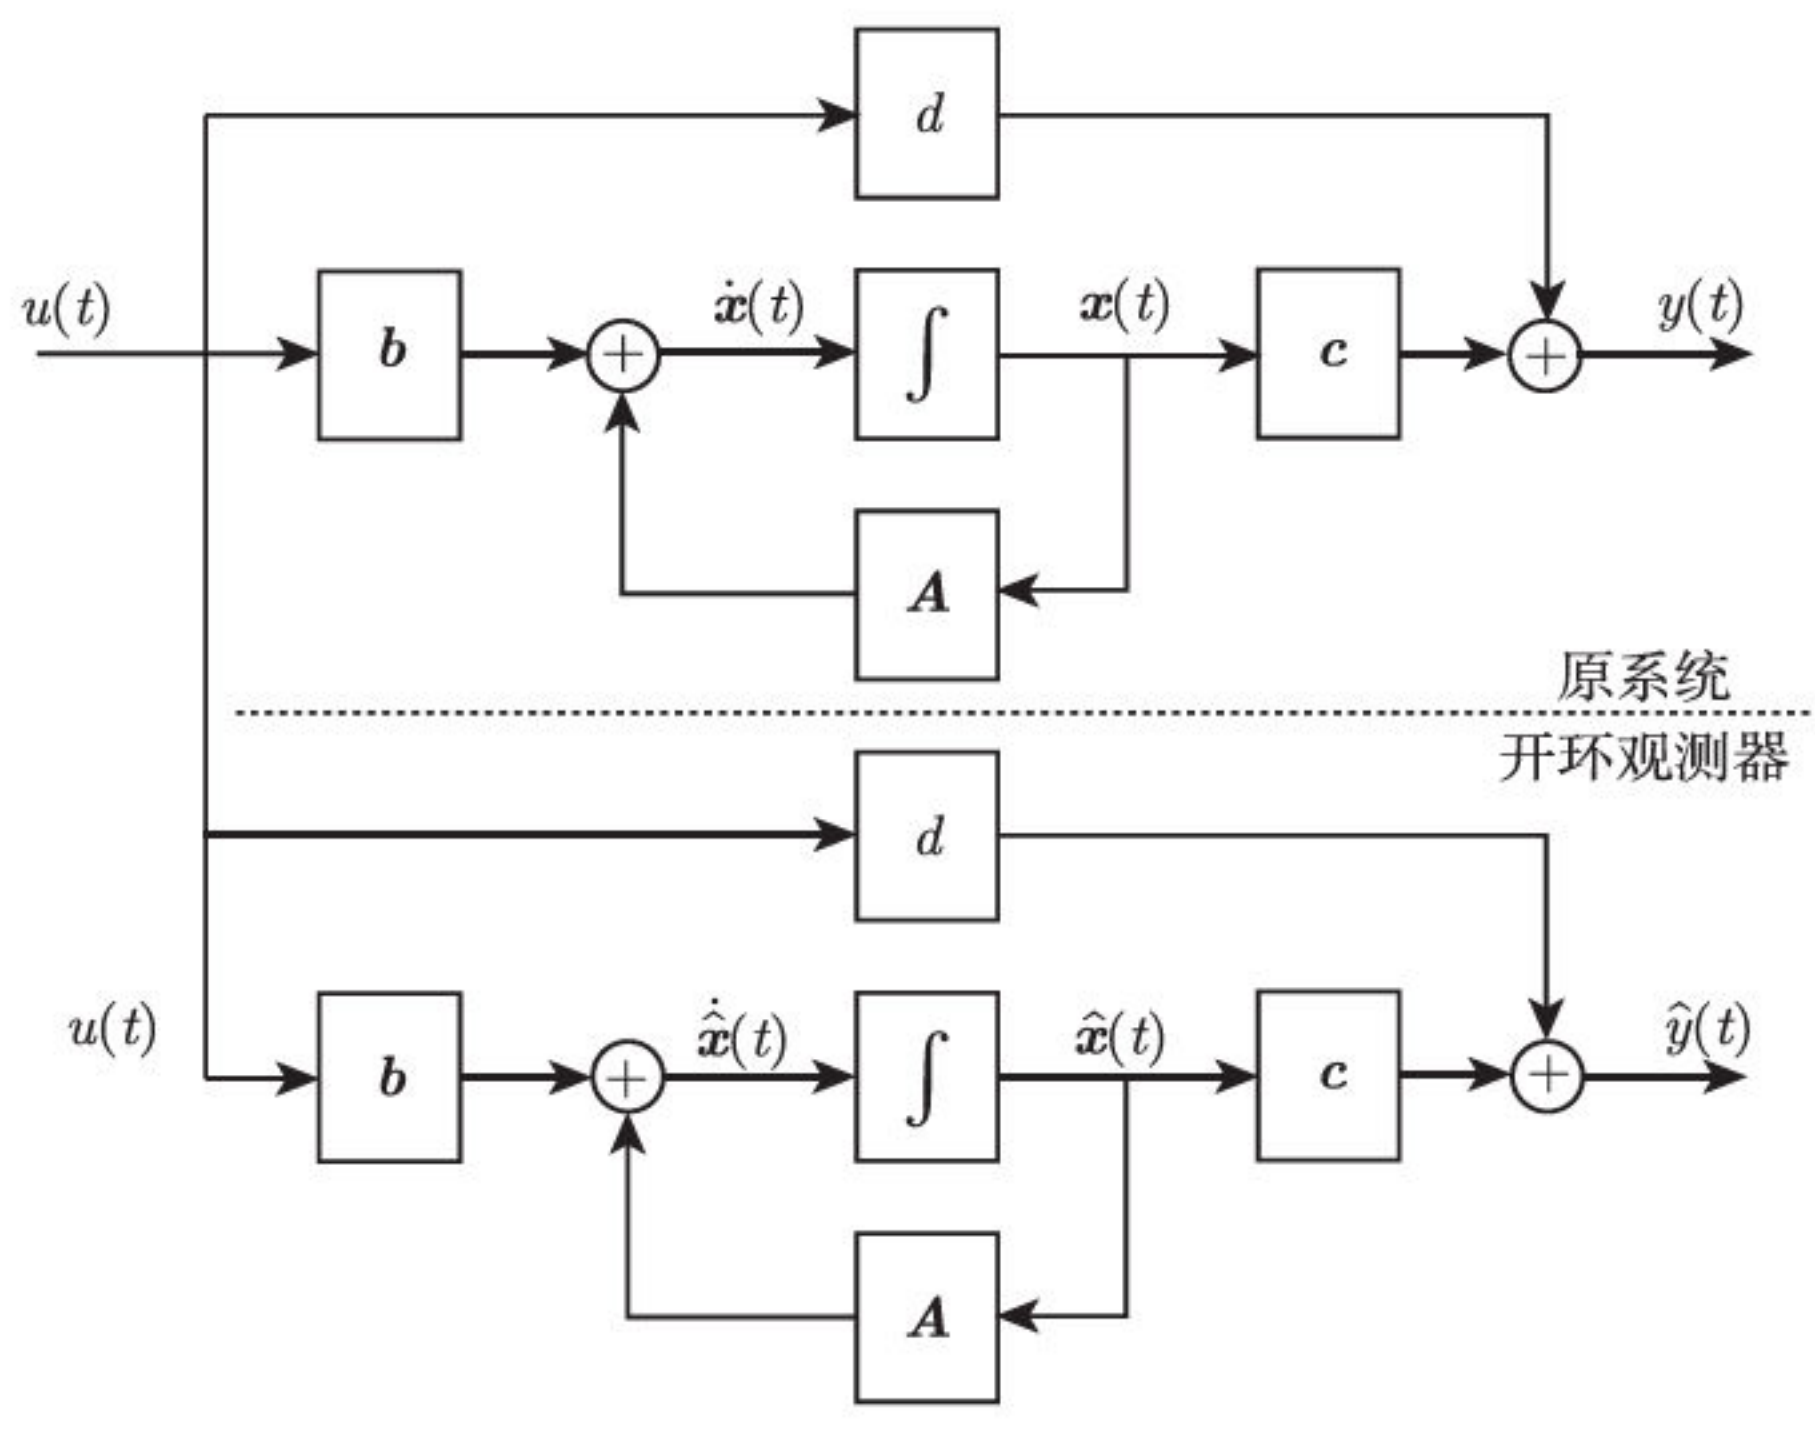 d
u(t)
b
+
ẋ(t)
∫
x(t)
c
+
y(t)
A
原系统
开环观测器
d
u(t)
b
+
x̂̇(t)
∫
x̂(t)
c
+
ŷ(t)
A